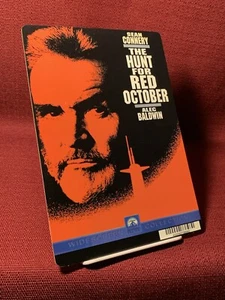 SEAN
CONNERY
THE
HUNT
FOR
RED
OCTOBER
ALEC
BALDWIN